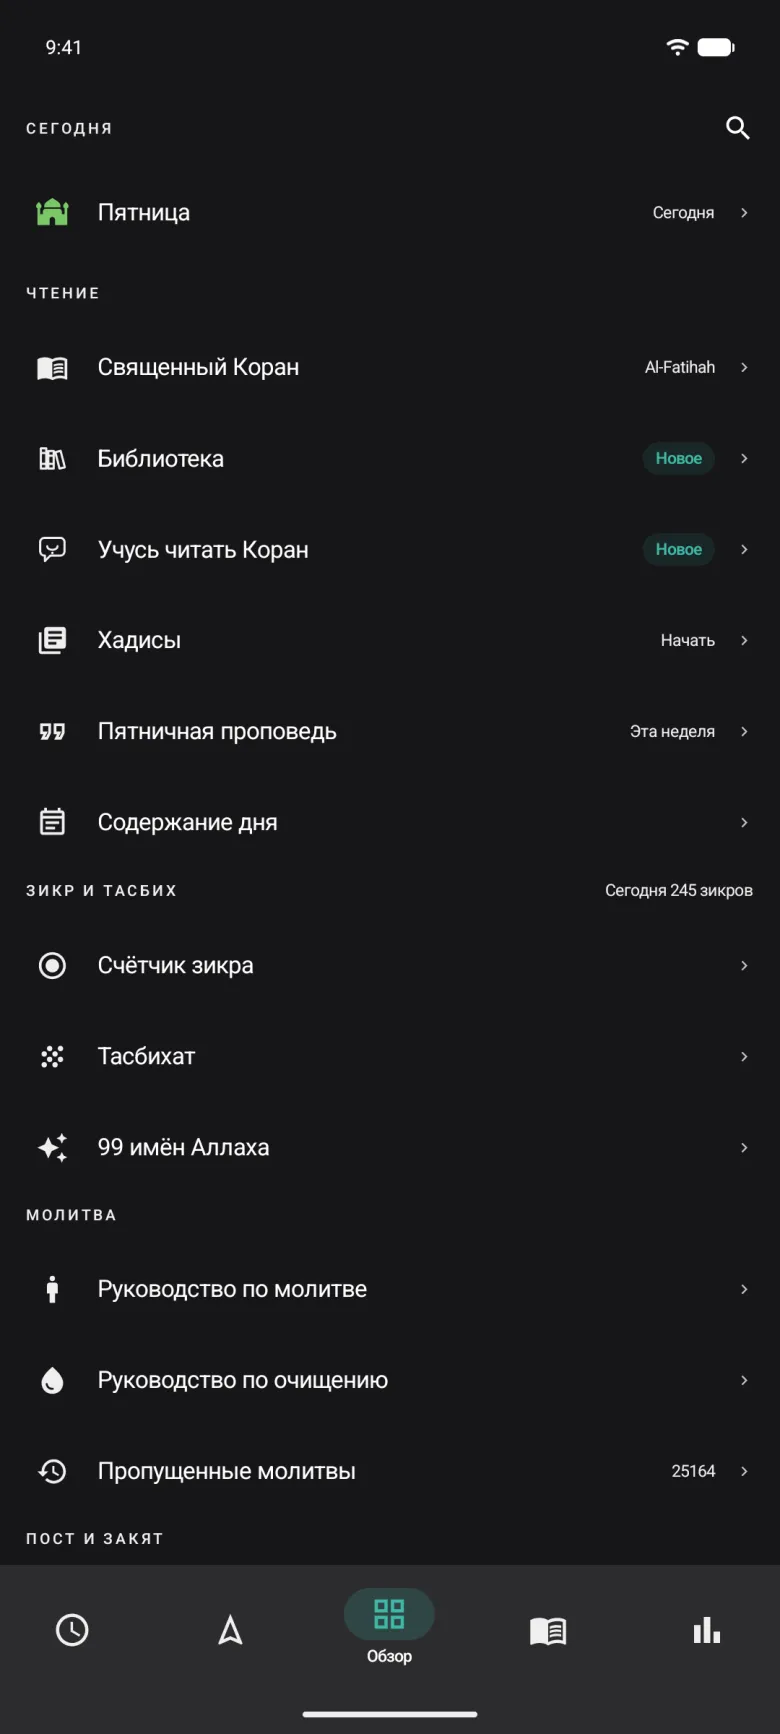 9:41
СЕГОДНЯ
Пятница Сегодня
ЧТЕНИЕ
Священный Коран Al-Fatihah
Библиотека Новое
Учусь читать Коран Новое
Хадисы Начать
Пятничная проповедь Эта неделя
Содержание дня
ЗИКР И ТАСБИХ Сегодня 245 зикров
Счётчик зикра
Тасбихат
99 имён Аллаха
МОЛИТВА
Руководство по молитве
Руководство по очищению
Пропущенные молитвы 25164
ПОСТ И ЗАКЯТ
Обзор